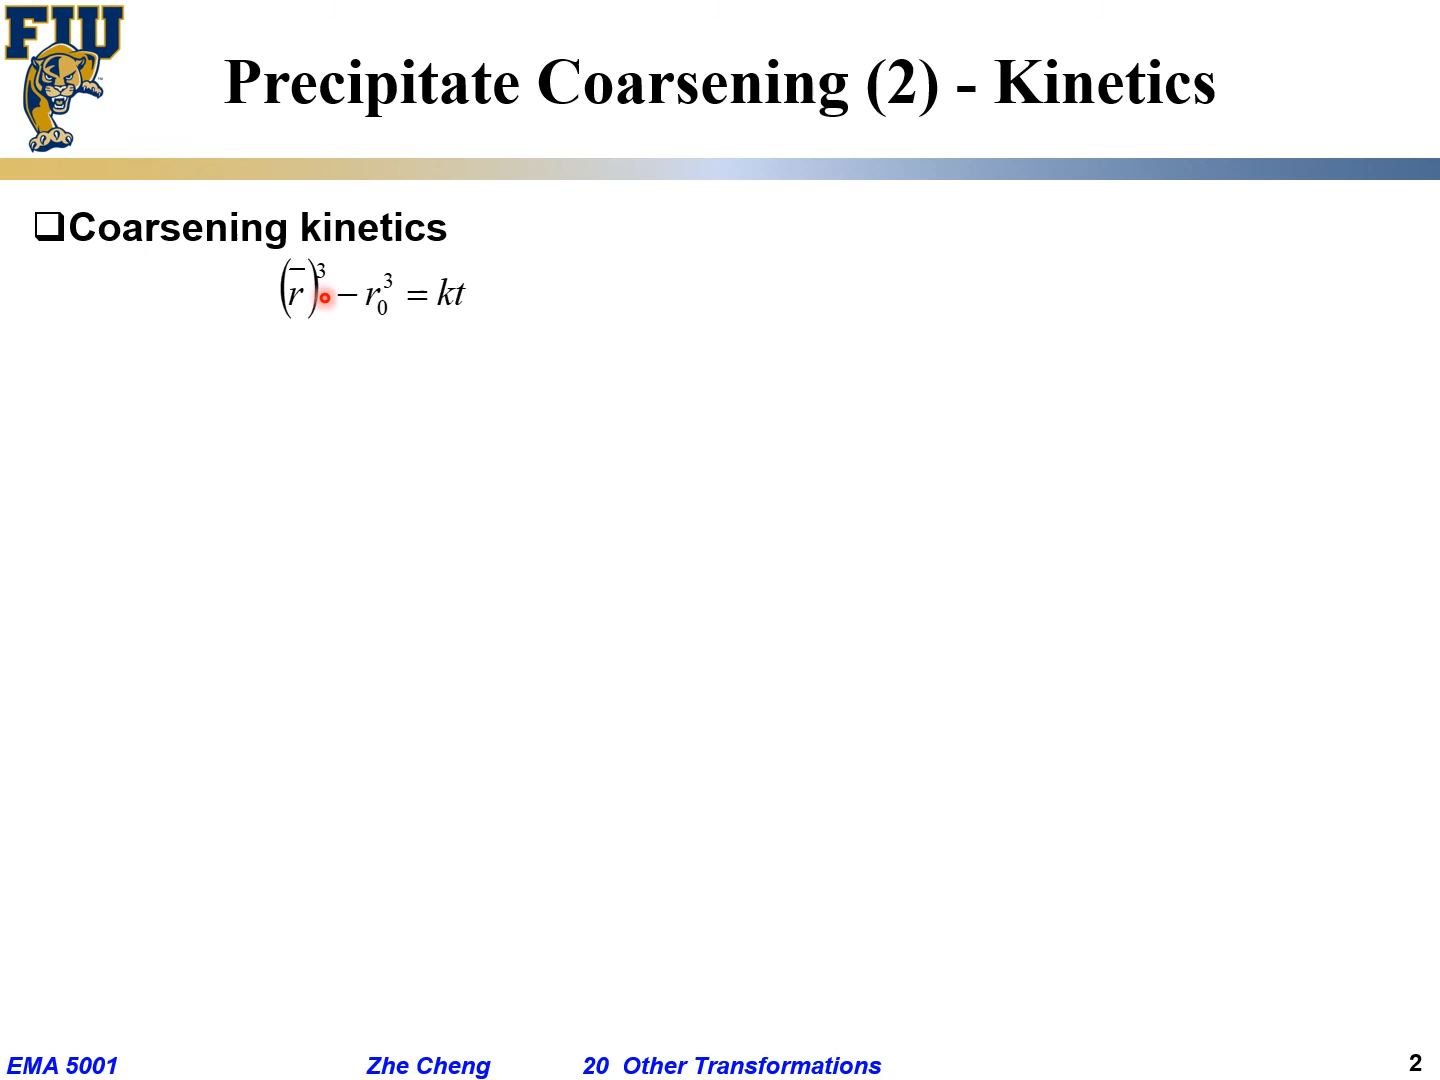 FIU
Precipitate Coarsening (2) - Kinetics
❑Coarsening kinetics
(r̅)³ − r₀³ = kt
EMA 5001 Zhe Cheng 20 Other Transformations 2